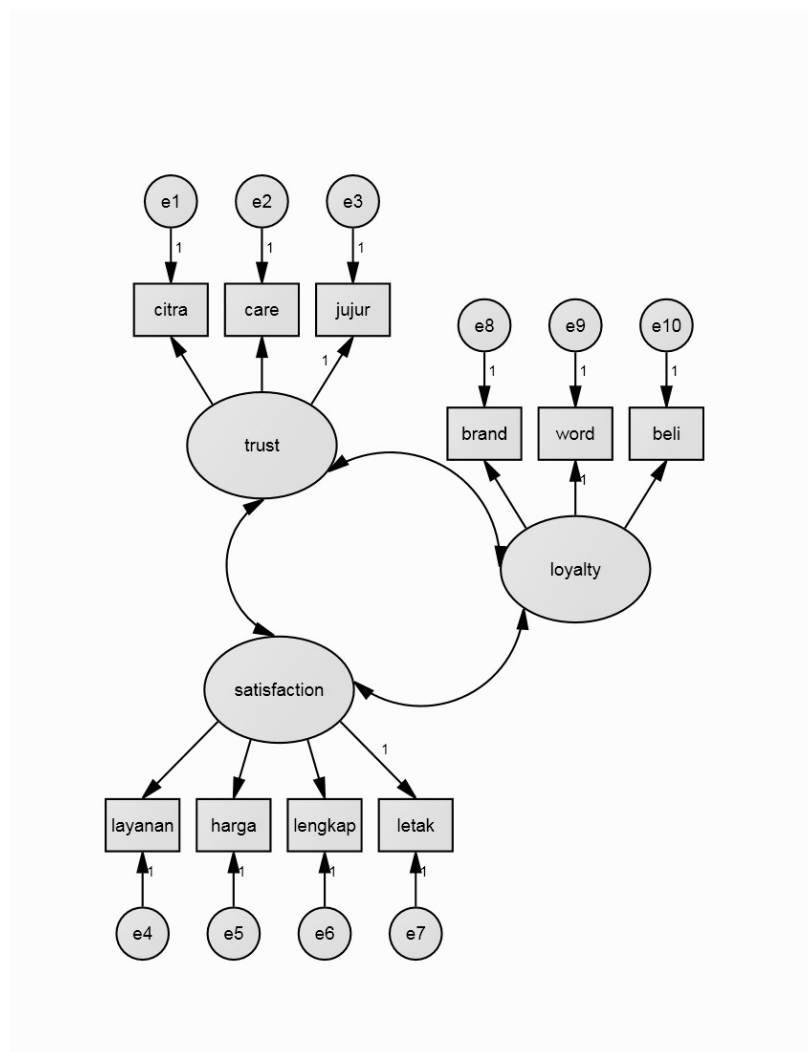 e1 e2 e3
1 1 1
citra care jujur
e8 e9 e10
1
1 1 1
trust
brand word beli
1
loyalty
satisfaction
1
layanan harga lengkap letak
1 1 1 1
e4 e5 e6 e7